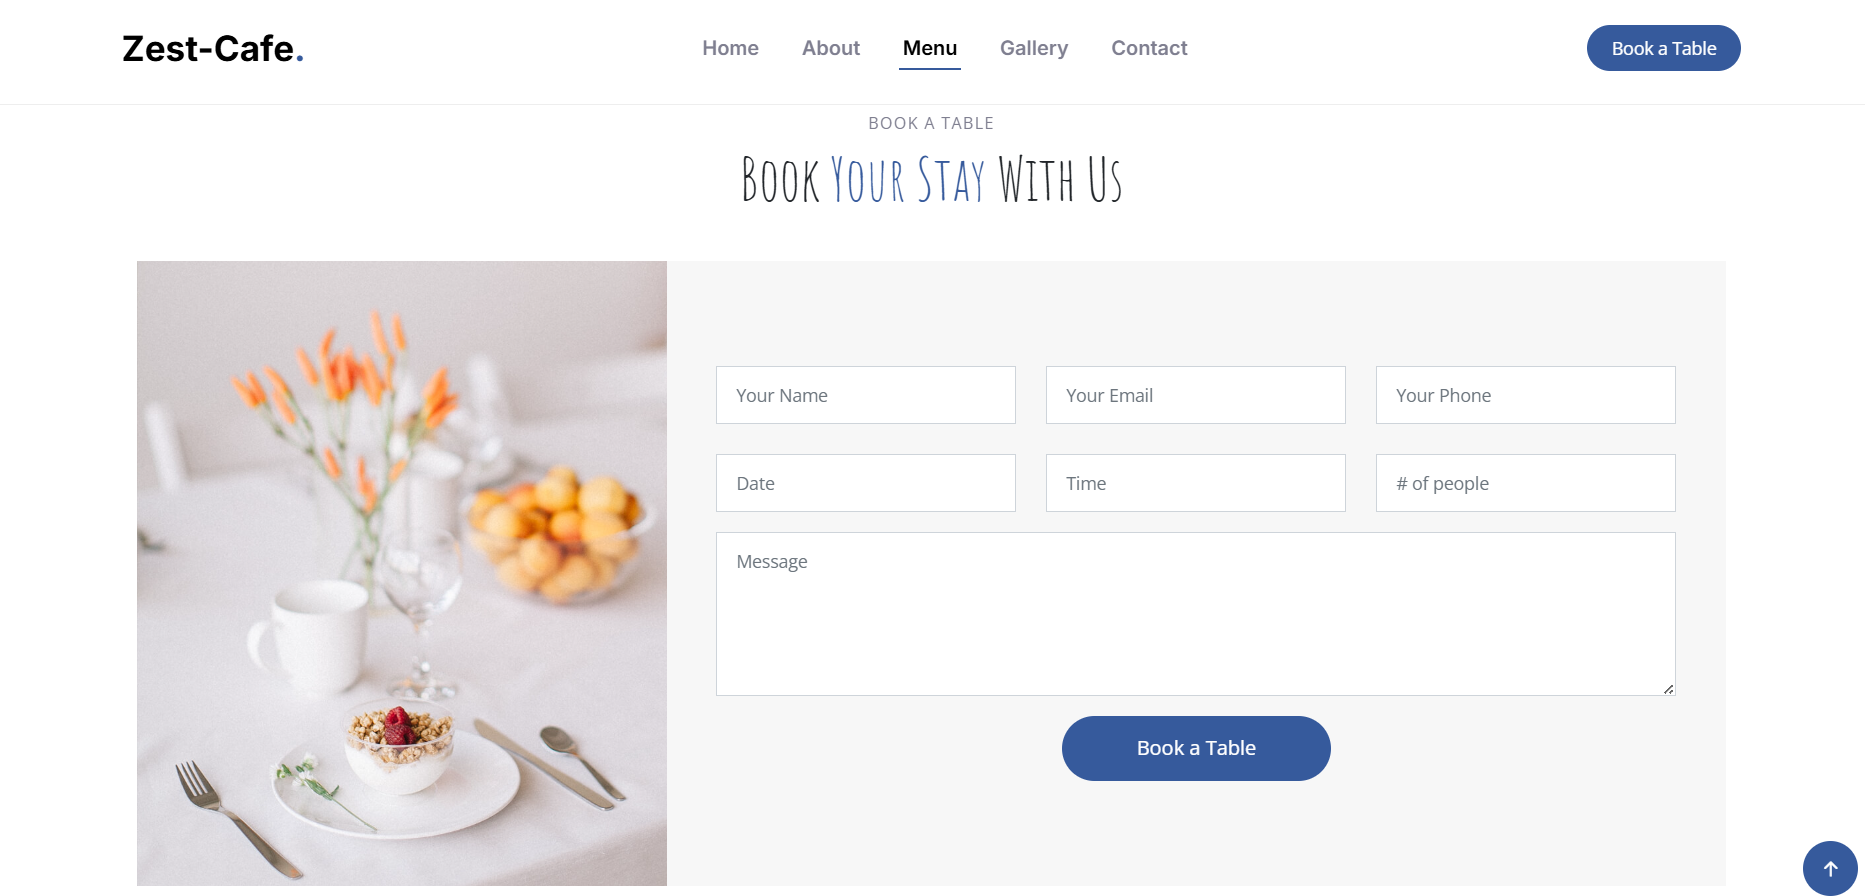 Zest-Cafe.
Home About Menu Gallery Contact
Book a Table
BOOK A TABLE
Book Your Stay With Us
Your Name Your Email Your Phone
Date Time # of people
Message
Book a Table